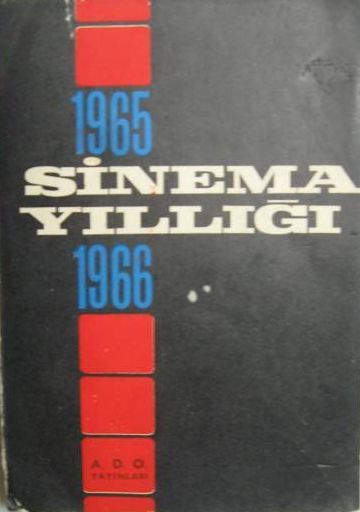 1965
SİNEMA
YILLIĞI
1966
A. D. O.
YAYINLARI